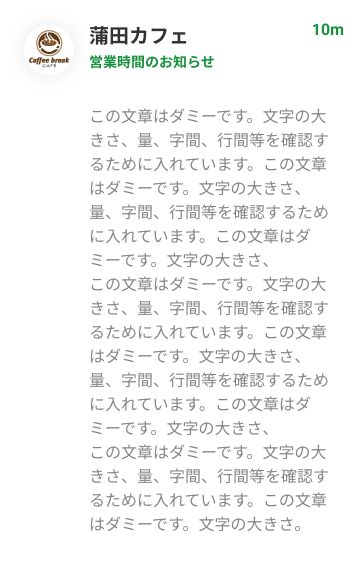 蒲田カフェ
10m
Coffee break
CAFE
営業時間のお知らせ
この文章はダミーです。文字の大
きさ、量、字間、行間等を確認す
るために入れています。この文章
はダミーです。文字の大きさ、
量、字間、行間等を確認するため
に入れています。この文章はダ
ミーです。文字の大きさ、
この文章はダミーです。文字の大
きさ、量、字間、行間等を確認す
るために入れています。この文章
はダミーです。文字の大きさ、
量、字間、行間等を確認するため
に入れています。この文章はダ
ミーです。文字の大きさ、
この文章はダミーです。文字の大
きさ、量、字間、行間等を確認す
るために入れています。この文章
はダミーです。文字の大きさ。